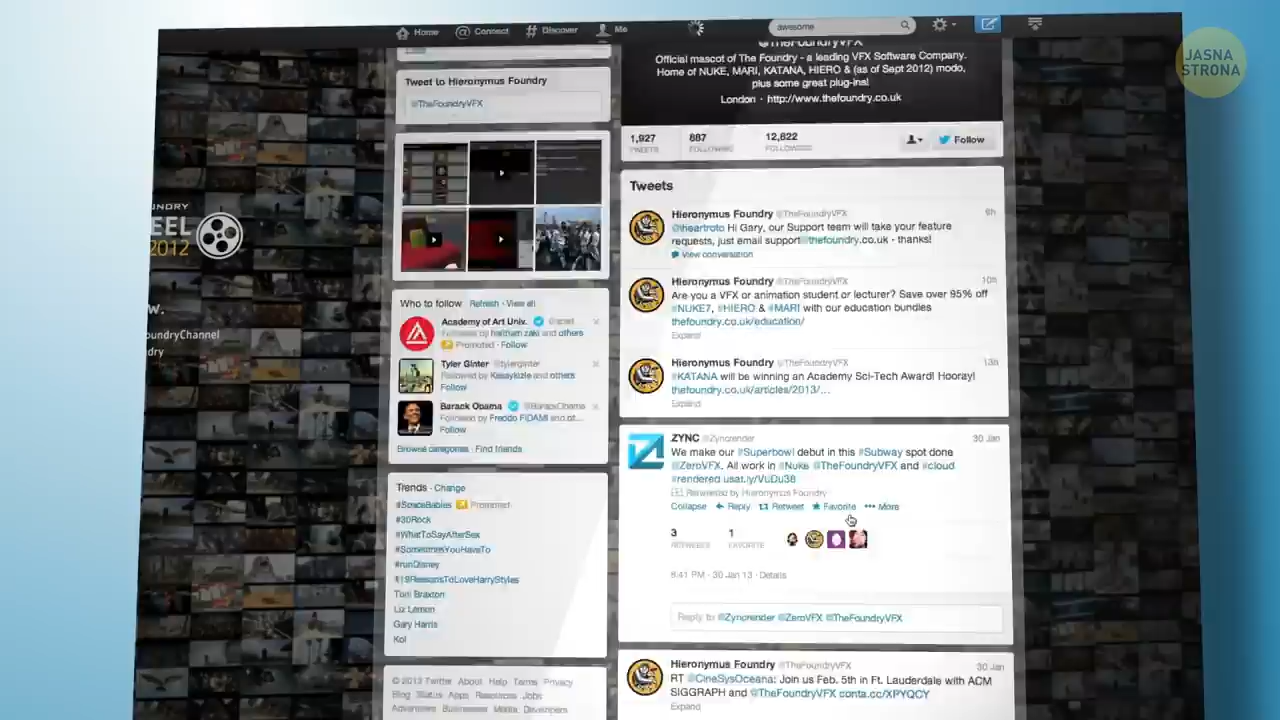 Home
Connect
Discover
Me
awesome
JASNA
STRONA
Tweet to Hieronymus Foundry
@TheFoundryVFX
@TheFoundryVFX
Official mascot of The Foundry - a leading VFX Software Company.
Home of NUKE, MARI, KATANA, HIERO & (as of Sept 2012) modo,
plus some great plug-ins!
London · http://www.thefoundry.co.uk
1,927
TWEETS
887
FOLLOWING
12,622
FOLLOWERS
Follow
UNDRY
EEL
2012
w.
oundryChannel
dry
Who to follow Refresh · View all
Academy of Art Univ.
Followed by haitham zaki and others
Promoted · Follow
Tyler Ginter @tylerginter
Followed by Kasaykizle and others
Follow
Barack Obama @BarackObama
Followed by Freddo FIDAMI and ot...
Follow
Browse categories · Find friends
Trends · Change
#SpaceBabies Promoted
#30Rock
#WhatToSayAfterSex
#SometimesYouHaveTo
#runDisney
#19ReasonsToLoveHarryStyles
Toni Braxton
Liz Lemon
Gary Harris
Koi
© 2013 Twitter About Help Terms Privacy
Blog Status Apps Resources Jobs
Advertisers Businesses Media Developers
Tweets
Hieronymus Foundry @TheFoundryVFX 9h
@iheartroto Hi Gary, our Support team will take your feature
requests, just email support@thefoundry.co.uk - thanks!
View conversation
Hieronymus Foundry @TheFoundryVFX 10h
Are you a VFX or animation student or lecturer? Save over 95% off
#NUKE7, #HIERO & #MARI with our education bundles
thefoundry.co.uk/education/
Expand
Hieronymus Foundry @TheFoundryVFX 13h
#KATANA will be winning an Academy Sci-Tech Award! Hooray!
thefoundry.co.uk/articles/2013/...
Expand
ZYNC @Zyncrender 30 Jan
We make our #Superbowl debut in this #Subway spot done
@ZeroVFX. All work in #Nuke @TheFoundryVFX and #cloud
#rendered usat.ly/VuDu38
Retweeted by Hieronymus Foundry
Collapse Reply Retweet Favorite More
3
RETWEETS
1
FAVORITE
6:41 PM - 30 Jan 13 · Details
Reply to @Zyncrender @ZeroVFX @TheFoundryVFX
Hieronymus Foundry @TheFoundryVFX 30 Jan
RT @CineSysOceana: Join us Feb. 5th in Ft. Lauderdale with ACM
SIGGRAPH and @TheFoundryVFX conta.cc/XPYQCY
Expand